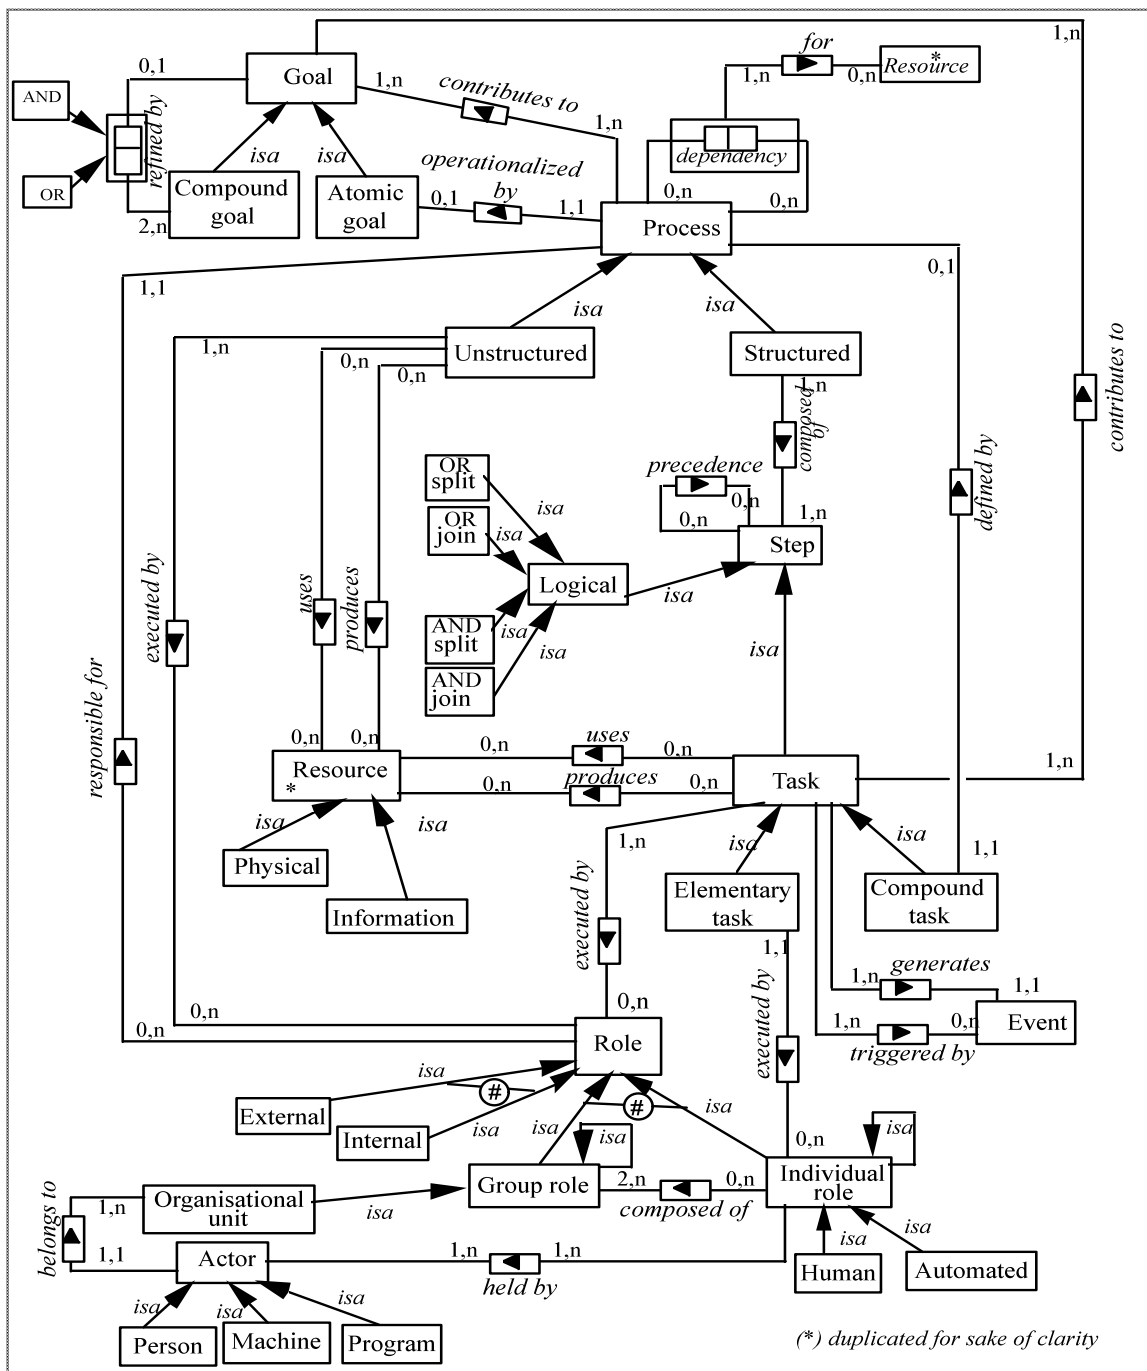 1,n
for
0,1
Goal
1,n
contributes to
1,n
0,n
Resource
*
AND
refined by
OR
isa
isa
1,n
operationalized
by
dependency
Compound
goal
Atomic
goal
2,n
0,1
1,1
0,n
0,n
Process
0,1
1,1
isa
isa
1,n
0,n
0,n
Unstructured
Structured
1,n
composed
of
contributes to
defined by
precedence
0,n
0,n
1,n
Step
OR
split
isa
OR
join
isa
Logical
isa
AND
split
isa
isa
AND
join
executed by
uses
produces
isa
responsible for
0,n
0,n
0,n
uses
0,n
Resource
*
0,n
produces
0,n
Task
1,n
isa
isa
Physical
Information
1,n
executed by
isa
isa
1,1
Elementary
task
Compound
task
1,1
executed by
generates
1,n
1,1
0,n
0,n
0,n
Role
1,n
0,n
Event
triggered by
isa
#
External
Internal
isa
isa
#
isa
isa
0,n
isa
Organisational
unit
isa
Group role
2,n
0,n
composed of
Individual
role
belongs to
1,n
1,1
Actor
1,n
1,n
held by
isa
isa
Human
Automated
isa
isa
isa
Person
Machine
Program
(*) duplicated for sake of clarity